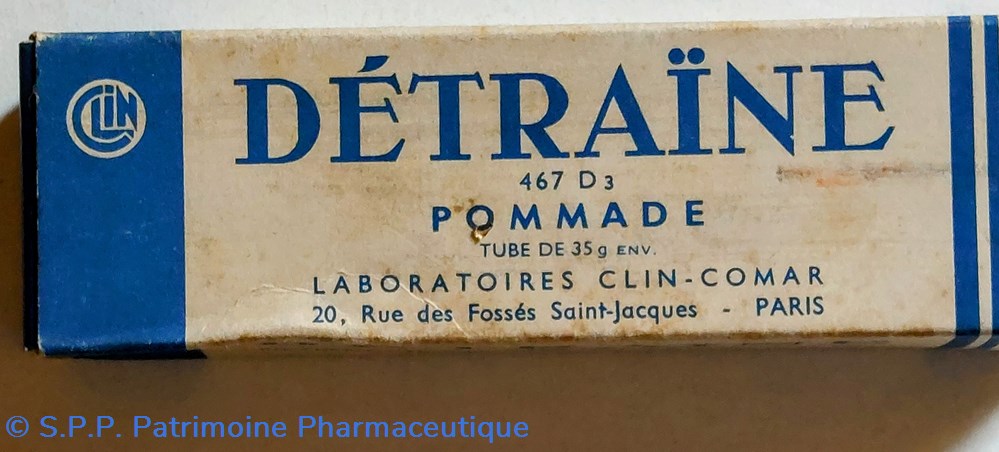 CLIN
DÉTRAÏNE
467 D3
POMMADE
TUBE DE 35g ENV.
LABORATOIRES CLIN-COMAR
20, Rue des Fossés Saint-Jacques - PARIS
© S.P.P. Patrimoine Pharmaceutique